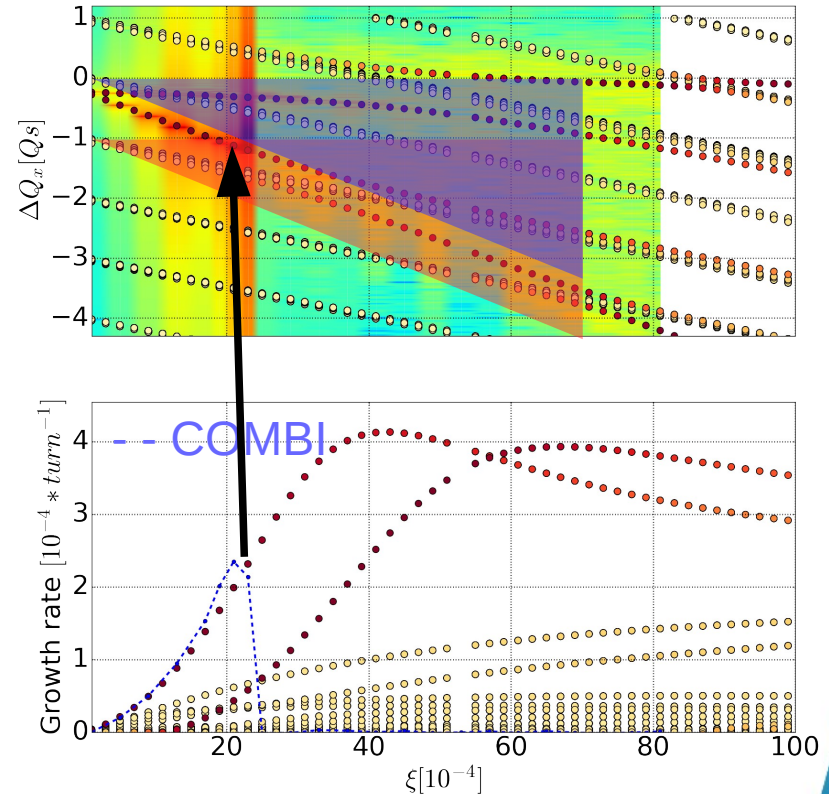 1
0
−1
−2
−3
−4
ΔQx[Qs]
-- COMBI
4
3
2
1
0
Growth rate [10^{-4} * turn^{-1}]
20 40 60 80 100
ξ[10^{-4}]